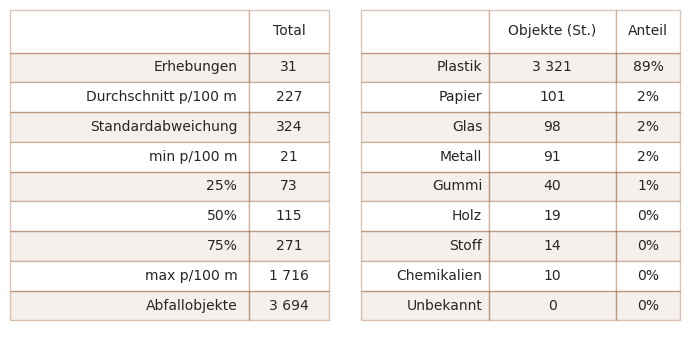 Total
Erhebungen 31
Durchschnitt p/100 m 227
Standardabweichung 324
min p/100 m 21
25% 73
50% 115
75% 271
max p/100 m 1 716
Abfallobjekte 3 694
Objekte (St.) Anteil
Plastik 3 321 89%
Papier 101 2%
Glas 98 2%
Metall 91 2%
Gummi 40 1%
Holz 19 0%
Stoff 14 0%
Chemikalien 10 0%
Unbekannt 0 0%